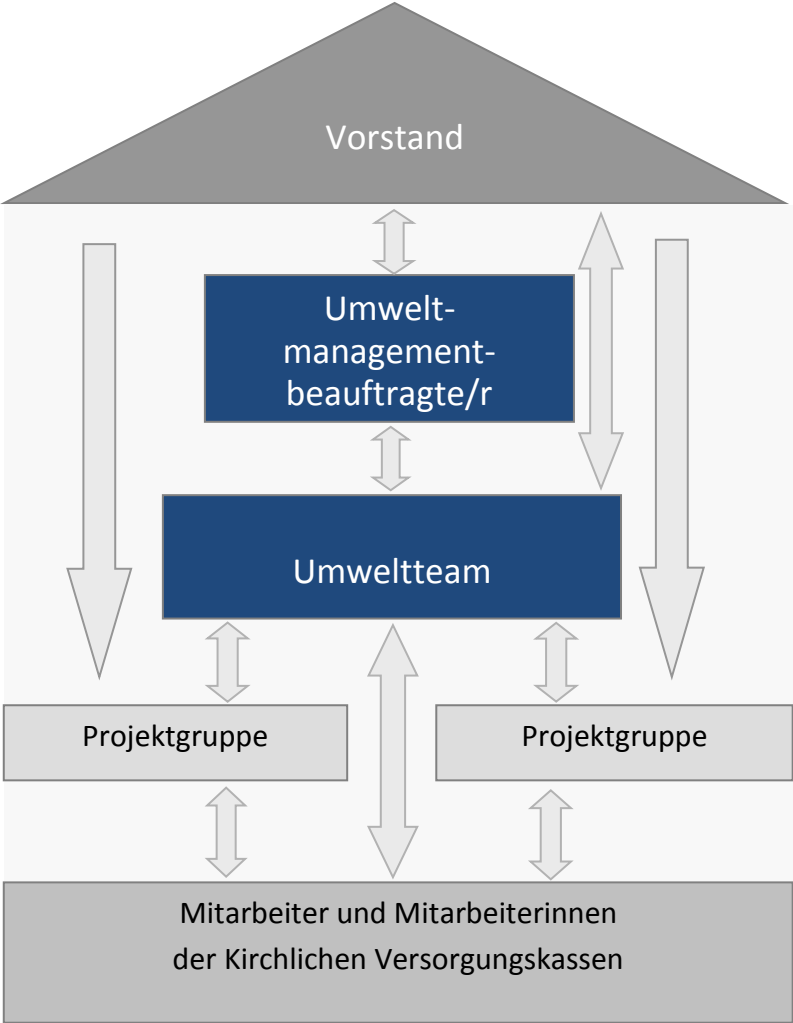 Vorstand
Umwelt-
management-
beauftragte/r
Umweltteam
Projektgruppe
Projektgruppe
Mitarbeiter und Mitarbeiterinnen
der Kirchlichen Versorgungskassen